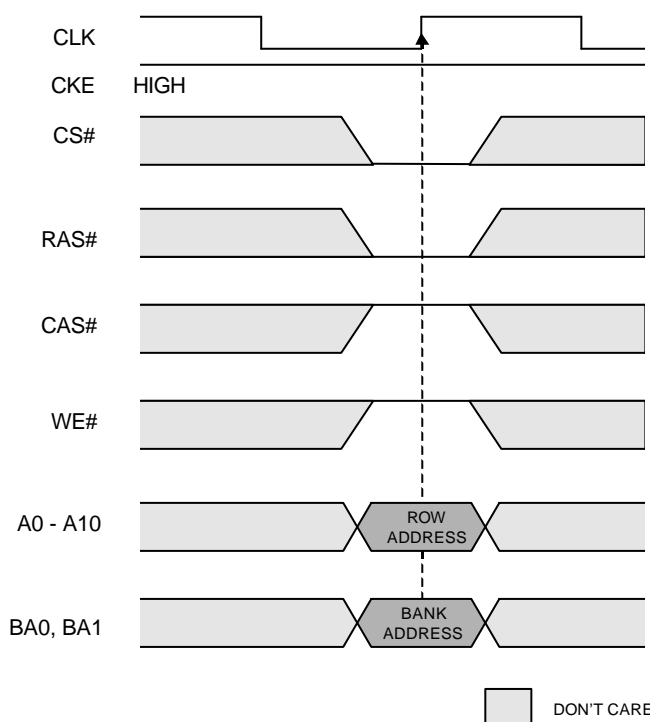 CLK
CKE HIGH
CS#
RAS#
CAS#
WE#
A0 - A10
ROW
ADDRESS
BA0, BA1
BANK
ADDRESS
DON'T CARE